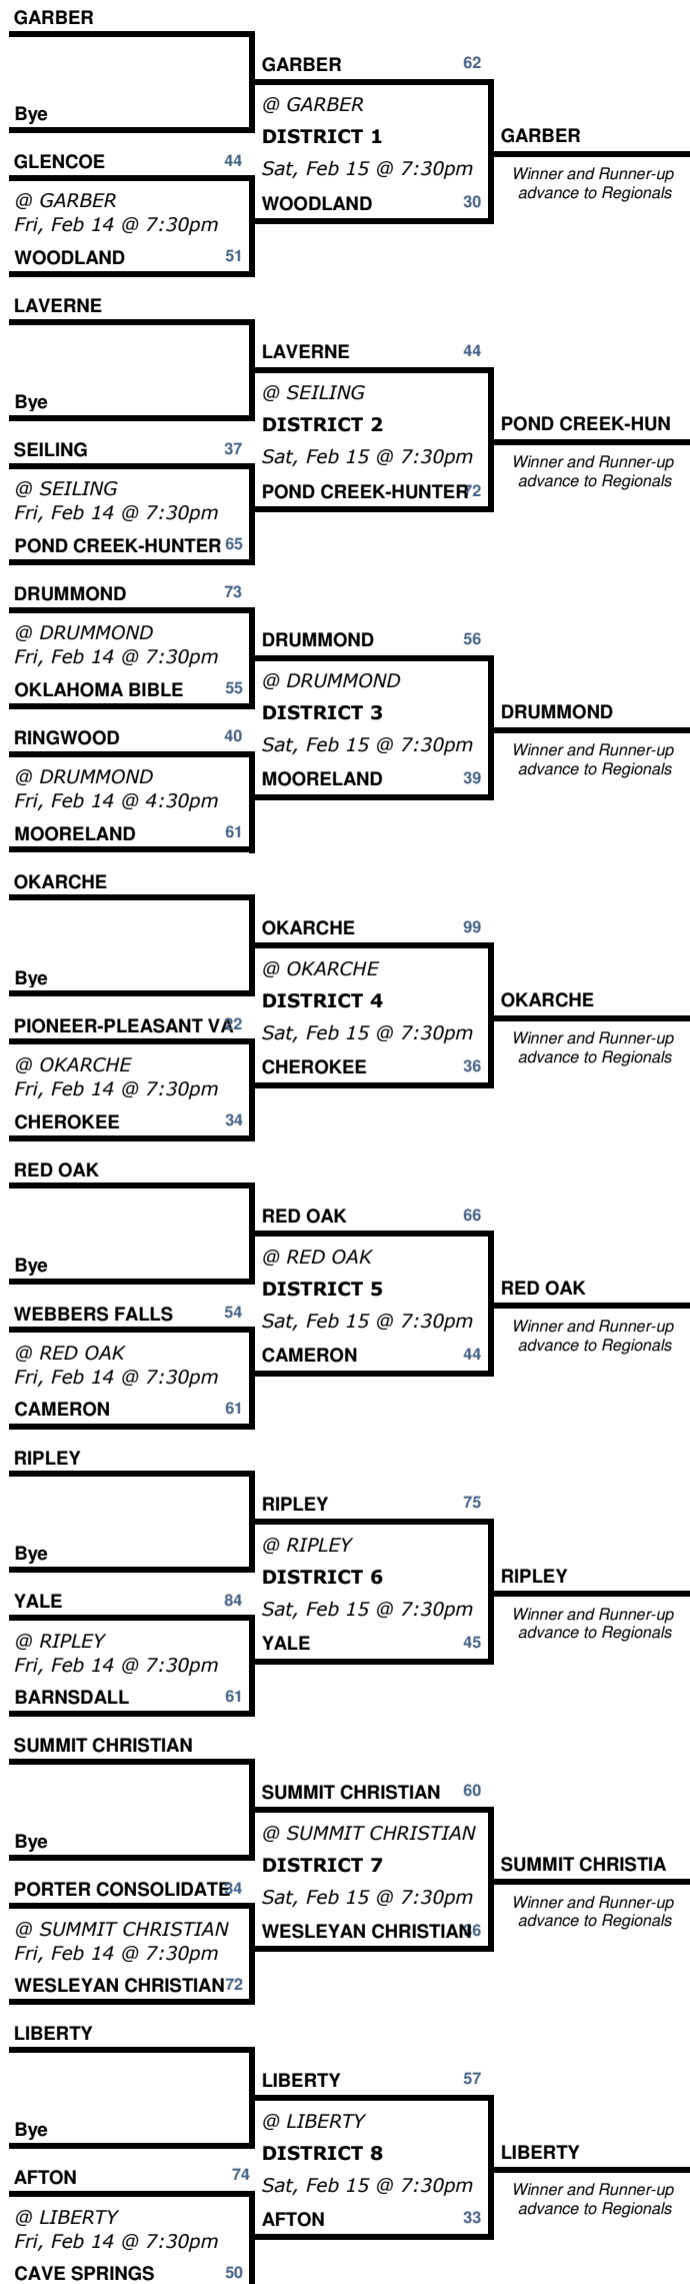 GARBER
GARBER 62
Bye
@ GARBER
DISTRICT 1
GARBER
GLENCOE 44
Sat, Feb 15 @ 7:30pm
Winner and Runner-up
advance to Regionals
@ GARBER
Fri, Feb 14 @ 7:30pm
WOODLAND 30
WOODLAND 51
LAVERNE
LAVERNE 44
Bye
@ SEILING
DISTRICT 2
POND CREEK-HUN
SEILING 37
Sat, Feb 15 @ 7:30pm
Winner and Runner-up
advance to Regionals
@ SEILING
Fri, Feb 14 @ 7:30pm
POND CREEK-HUNTER 72
POND CREEK-HUNTER 65
DRUMMOND 73
@ DRUMMOND
Fri, Feb 14 @ 7:30pm
DRUMMOND 56
OKLAHOMA BIBLE 55
@ DRUMMOND
DISTRICT 3
DRUMMOND
RINGWOOD 40
Sat, Feb 15 @ 7:30pm
Winner and Runner-up
advance to Regionals
@ DRUMMOND
Fri, Feb 14 @ 4:30pm
MOORELAND 39
MOORELAND 61
OKARCHE
OKARCHE 99
Bye
@ OKARCHE
DISTRICT 4
OKARCHE
PIONEER-PLEASANT VA
Sat, Feb 15 @ 7:30pm
Winner and Runner-up
advance to Regionals
@ OKARCHE
Fri, Feb 14 @ 7:30pm
CHEROKEE 36
CHEROKEE 34
RED OAK
RED OAK 66
Bye
@ RED OAK
DISTRICT 5
RED OAK
WEBBERS FALLS 54
Sat, Feb 15 @ 7:30pm
Winner and Runner-up
advance to Regionals
@ RED OAK
Fri, Feb 14 @ 7:30pm
CAMERON 44
CAMERON 61
RIPLEY
RIPLEY 75
Bye
@ RIPLEY
DISTRICT 6
RIPLEY
YALE 84
Sat, Feb 15 @ 7:30pm
Winner and Runner-up
advance to Regionals
@ RIPLEY
Fri, Feb 14 @ 7:30pm
YALE 45
BARNSDALL 61
SUMMIT CHRISTIAN
SUMMIT CHRISTIAN 60
Bye
@ SUMMIT CHRISTIAN
DISTRICT 7
SUMMIT CHRISTIA
PORTER CONSOLIDATE
Sat, Feb 15 @ 7:30pm
Winner and Runner-up
advance to Regionals
@ SUMMIT CHRISTIAN
Fri, Feb 14 @ 7:30pm
WESLEYAN CHRISTIAN
WESLEYAN CHRISTIAN 72
LIBERTY
LIBERTY 57
Bye
@ LIBERTY
DISTRICT 8
LIBERTY
AFTON 74
Sat, Feb 15 @ 7:30pm
Winner and Runner-up
advance to Regionals
@ LIBERTY
Fri, Feb 14 @ 7:30pm
AFTON 33
CAVE SPRINGS 50